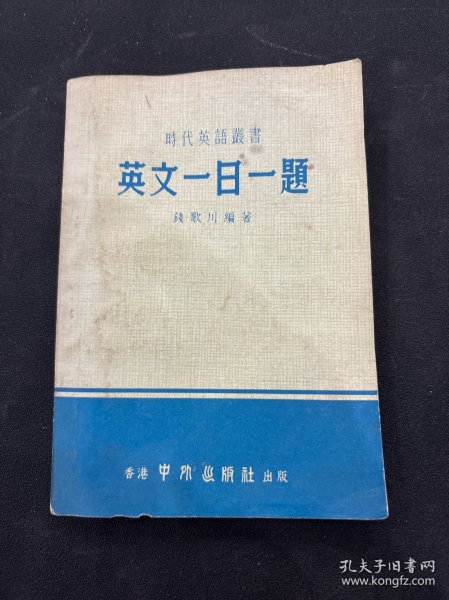 時代英語叢書
英文一日一題
錢歌川編著
香港 中外出版社 出版
孔夫子旧书网
www.kongfz.com